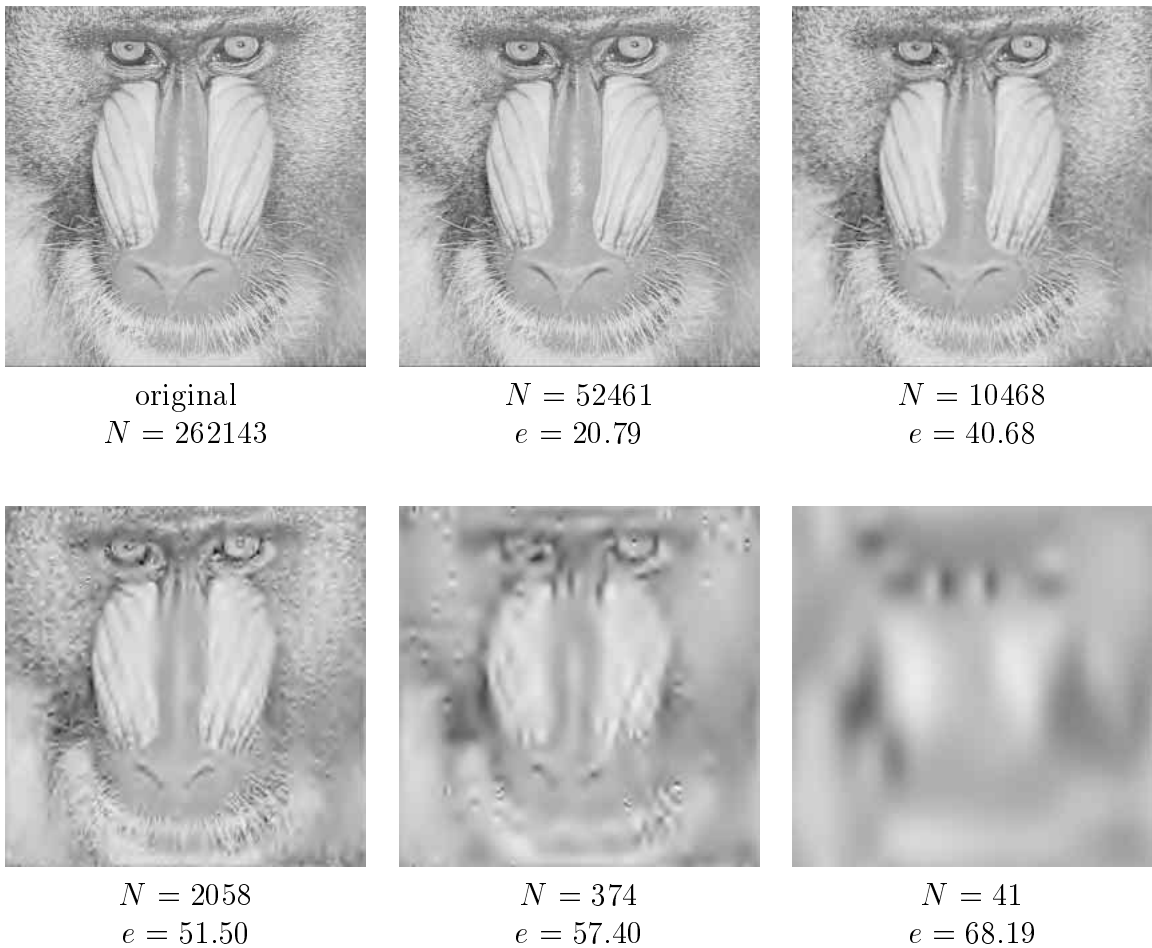 original
N = 262143
N = 52461
e = 20.79
N = 10468
e = 40.68
N = 2058
e = 51.50
N = 374
e = 57.40
N = 41
e = 68.19